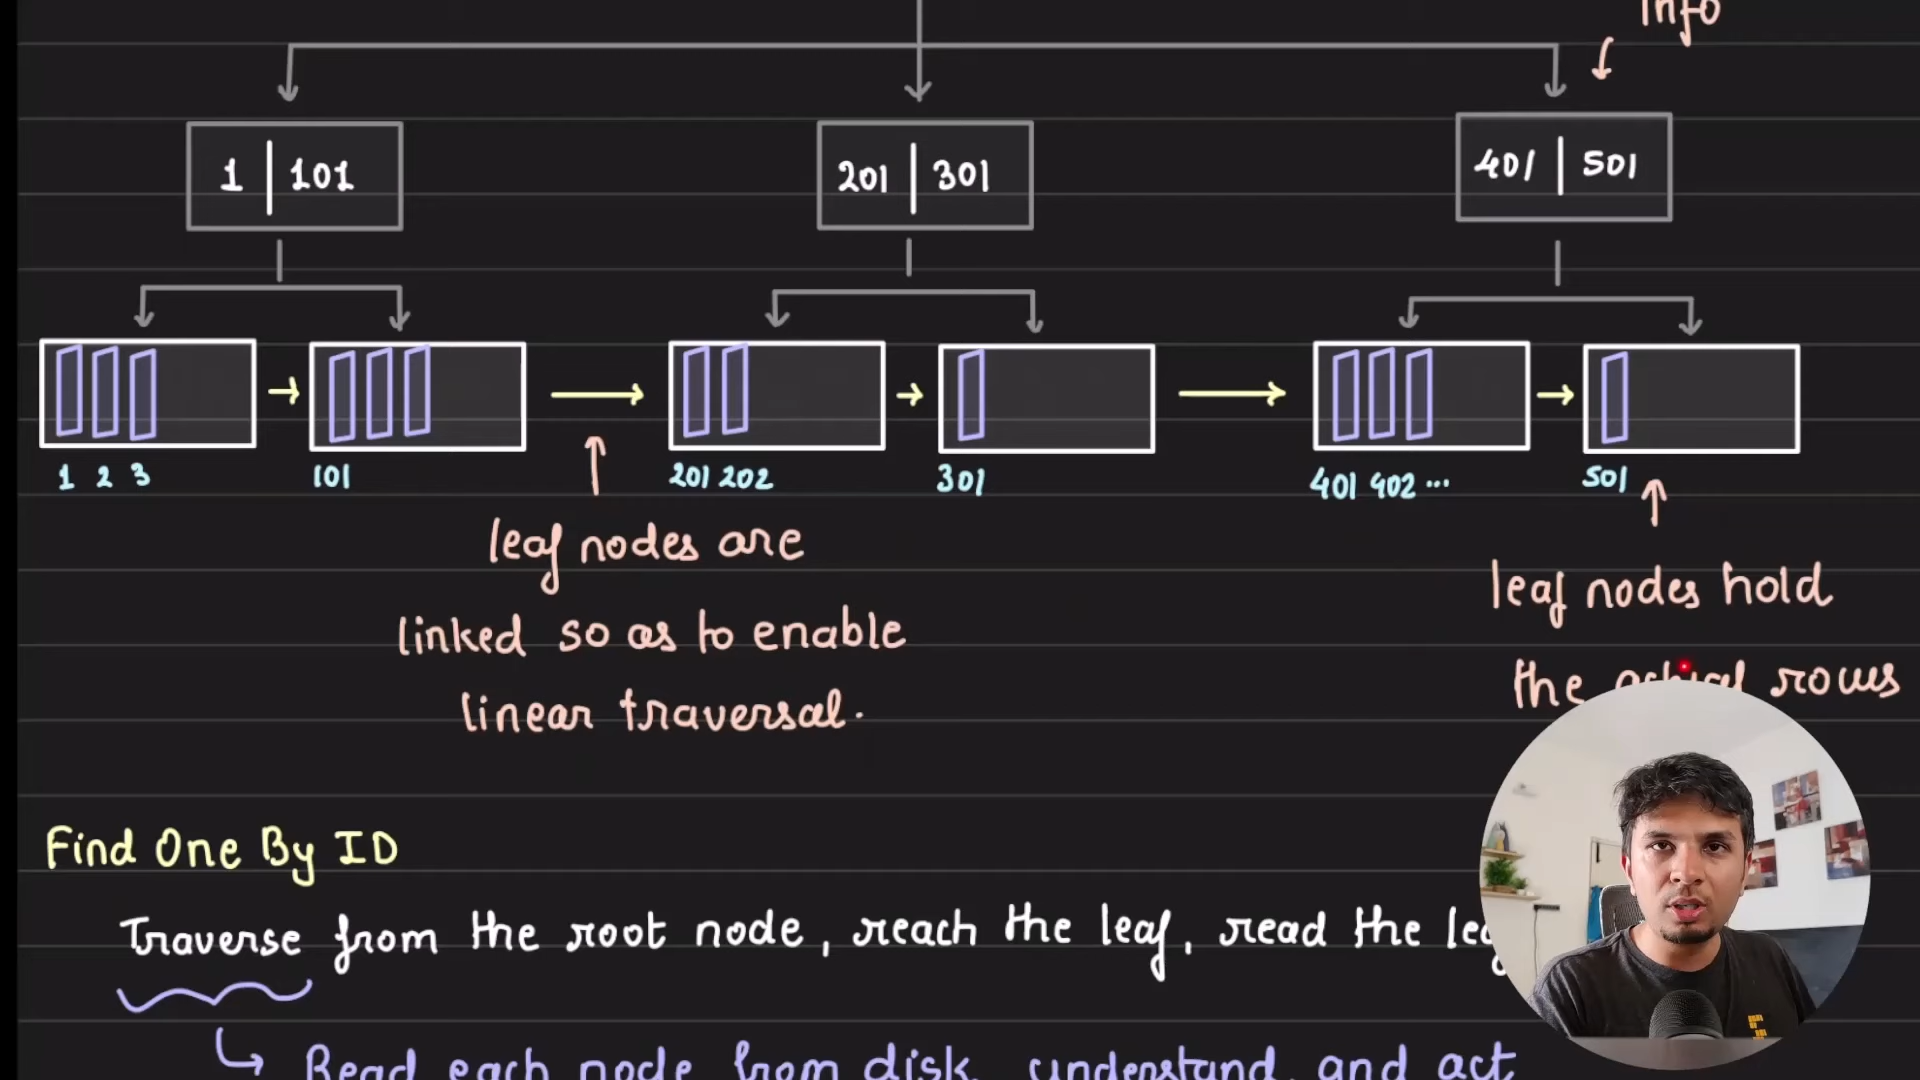 info
1 | 101
201 | 301
401 | 501
1 2 3
101
201 202
301
401 402 ...
501
leaf nodes are
linked so as to enable
linear traversal.
leaf nodes hold
the actual rows
Find One By ID
Traverse from the root node, reach the leaf, read the
Read each node from disk, understand, and act